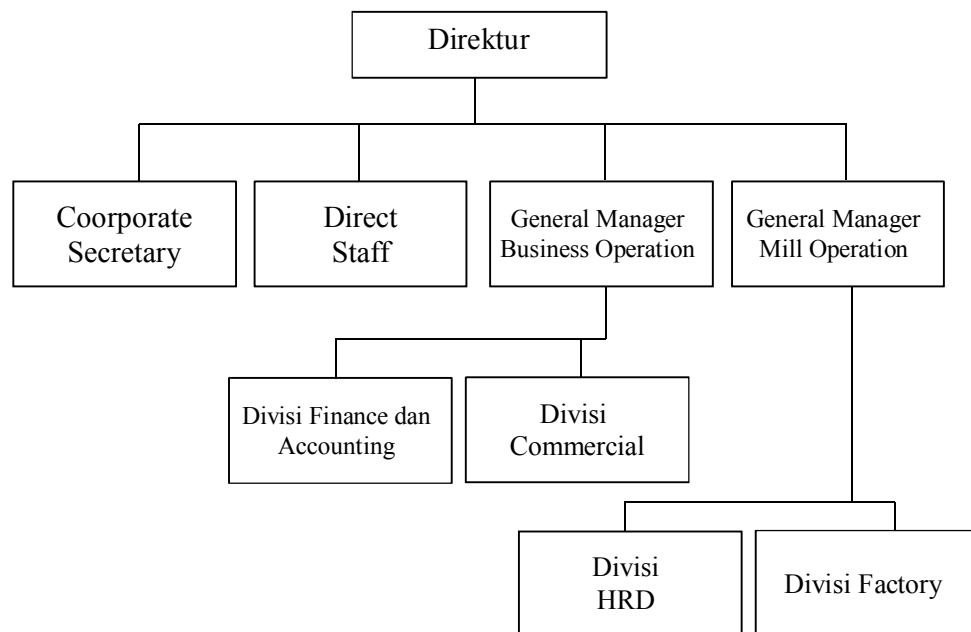 Direktur
Coorporate
Secretary
Direct
Staff
General Manager
Business Operation
General Manager
Mill Operation
Divisi Finance dan
Accounting
Divisi
Commercial
Divisi
HRD
Divisi Factory